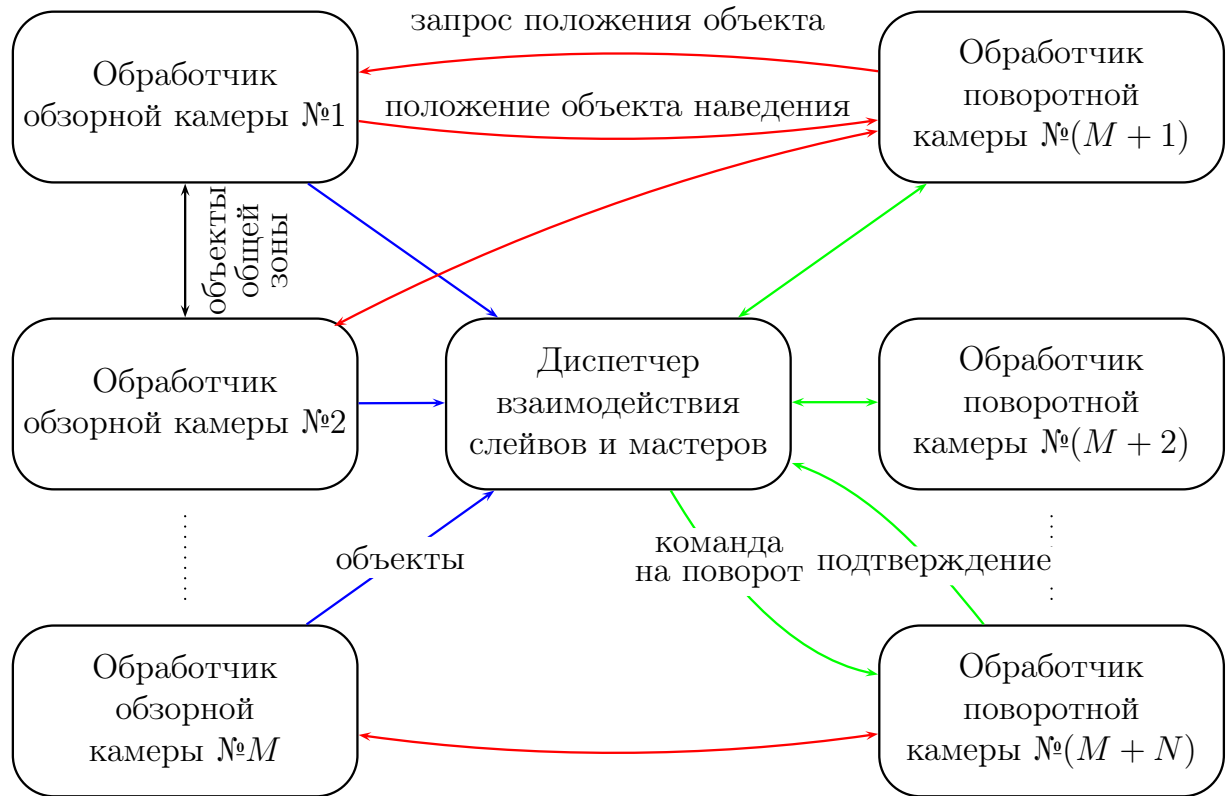 запрос положения объекта
Обработчик
обзорной камеры №1
положение объекта наведения
Обработчик
поворотной
камеры №(M + 1)
объекты
общей
зоны
Обработчик
обзорной камеры №2
Диспетчер
взаимодействия
слейвов и мастеров
Обработчик
поворотной
камеры №(M + 2)
объекты
команда
на поворот
подтверждение
Обработчик
обзорной
камеры №M
Обработчик
поворотной
камеры №(M + N)